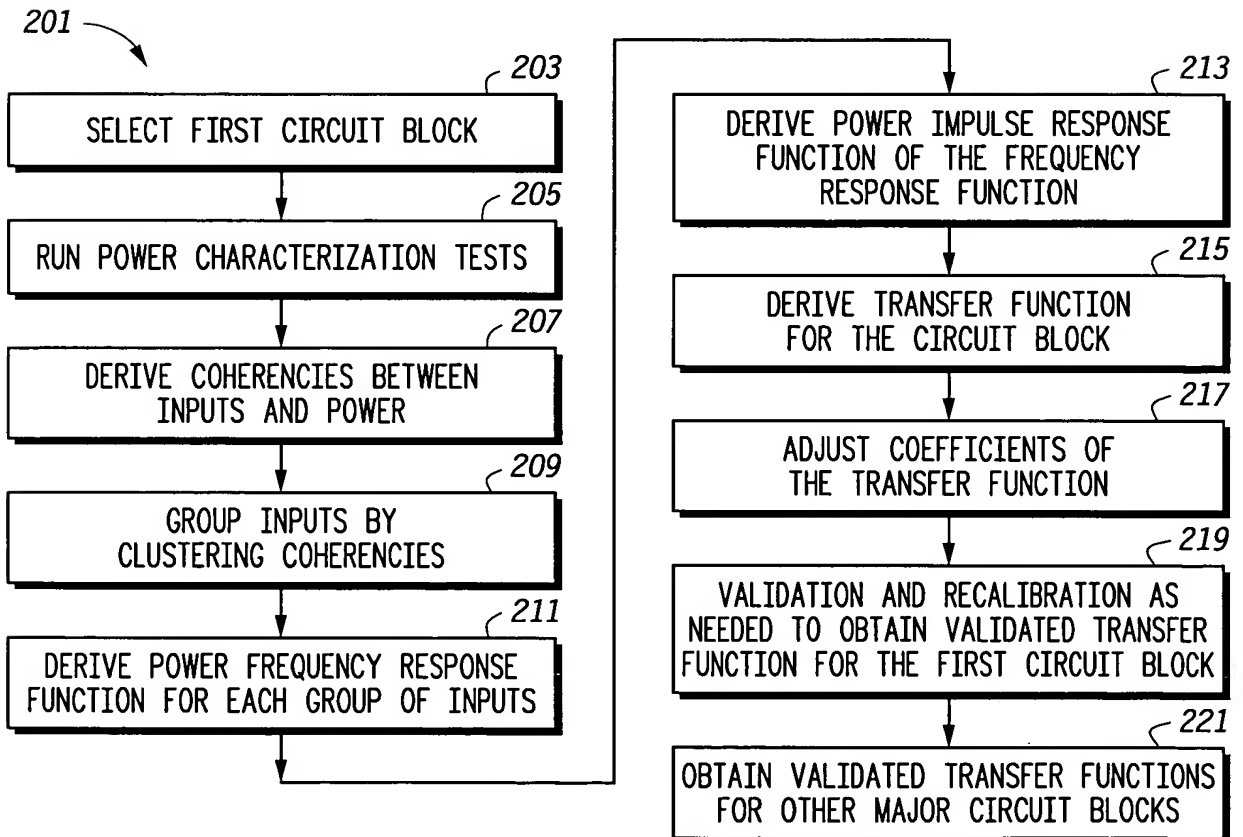 201
203
SELECT FIRST CIRCUIT BLOCK
205
RUN POWER CHARACTERIZATION TESTS
207
DERIVE COHERENCIES BETWEEN
INPUTS AND POWER
209
GROUP INPUTS BY
CLUSTERING COHERENCIES
211
DERIVE POWER FREQUENCY RESPONSE
FUNCTION FOR EACH GROUP OF INPUTS
213
DERIVE POWER IMPULSE RESPONSE
FUNCTION OF THE FREQUENCY
RESPONSE FUNCTION
215
DERIVE TRANSFER FUNCTION
FOR THE CIRCUIT BLOCK
217
ADJUST COEFFICIENTS OF
THE TRANSFER FUNCTION
219
VALIDATION AND RECALIBRATION AS
NEEDED TO OBTAIN VALIDATED TRANSFER
FUNCTION FOR THE FIRST CIRCUIT BLOCK
221
OBTAIN VALIDATED TRANSFER FUNCTIONS
FOR OTHER MAJOR CIRCUIT BLOCKS